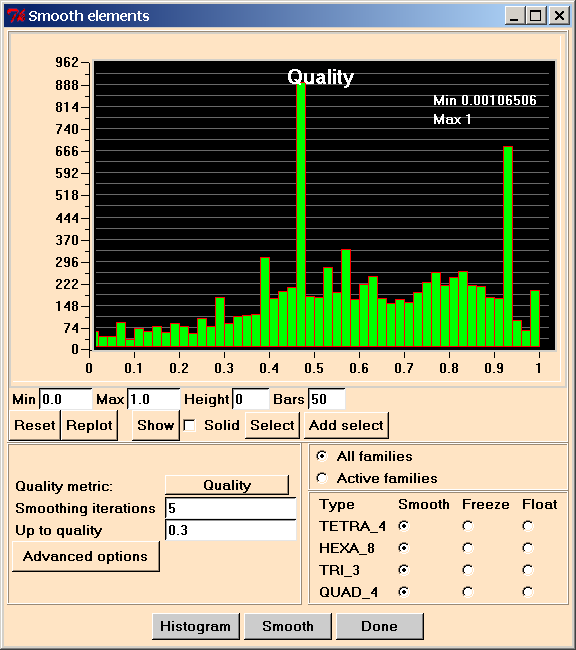 Smooth elements
Quality
Min 0.00106506
Max 1
962
888
814
740
666
592
518
444
370
296
222
148
74
0
0 0.1 0.2 0.3 0.4 0.5 0.6 0.7 0.8 0.9 1
Min 0.0 Max 1.0 Height 0 Bars 50
Reset Replot Show Solid Select Add select
Quality metric: Quality
Smoothing iterations 5
Up to quality 0.3
Advanced options
All families
Active families
Type Smooth Freeze Float
TETRA_4
HEXA_8
TRI_3
QUAD_4
Histogram Smooth Done